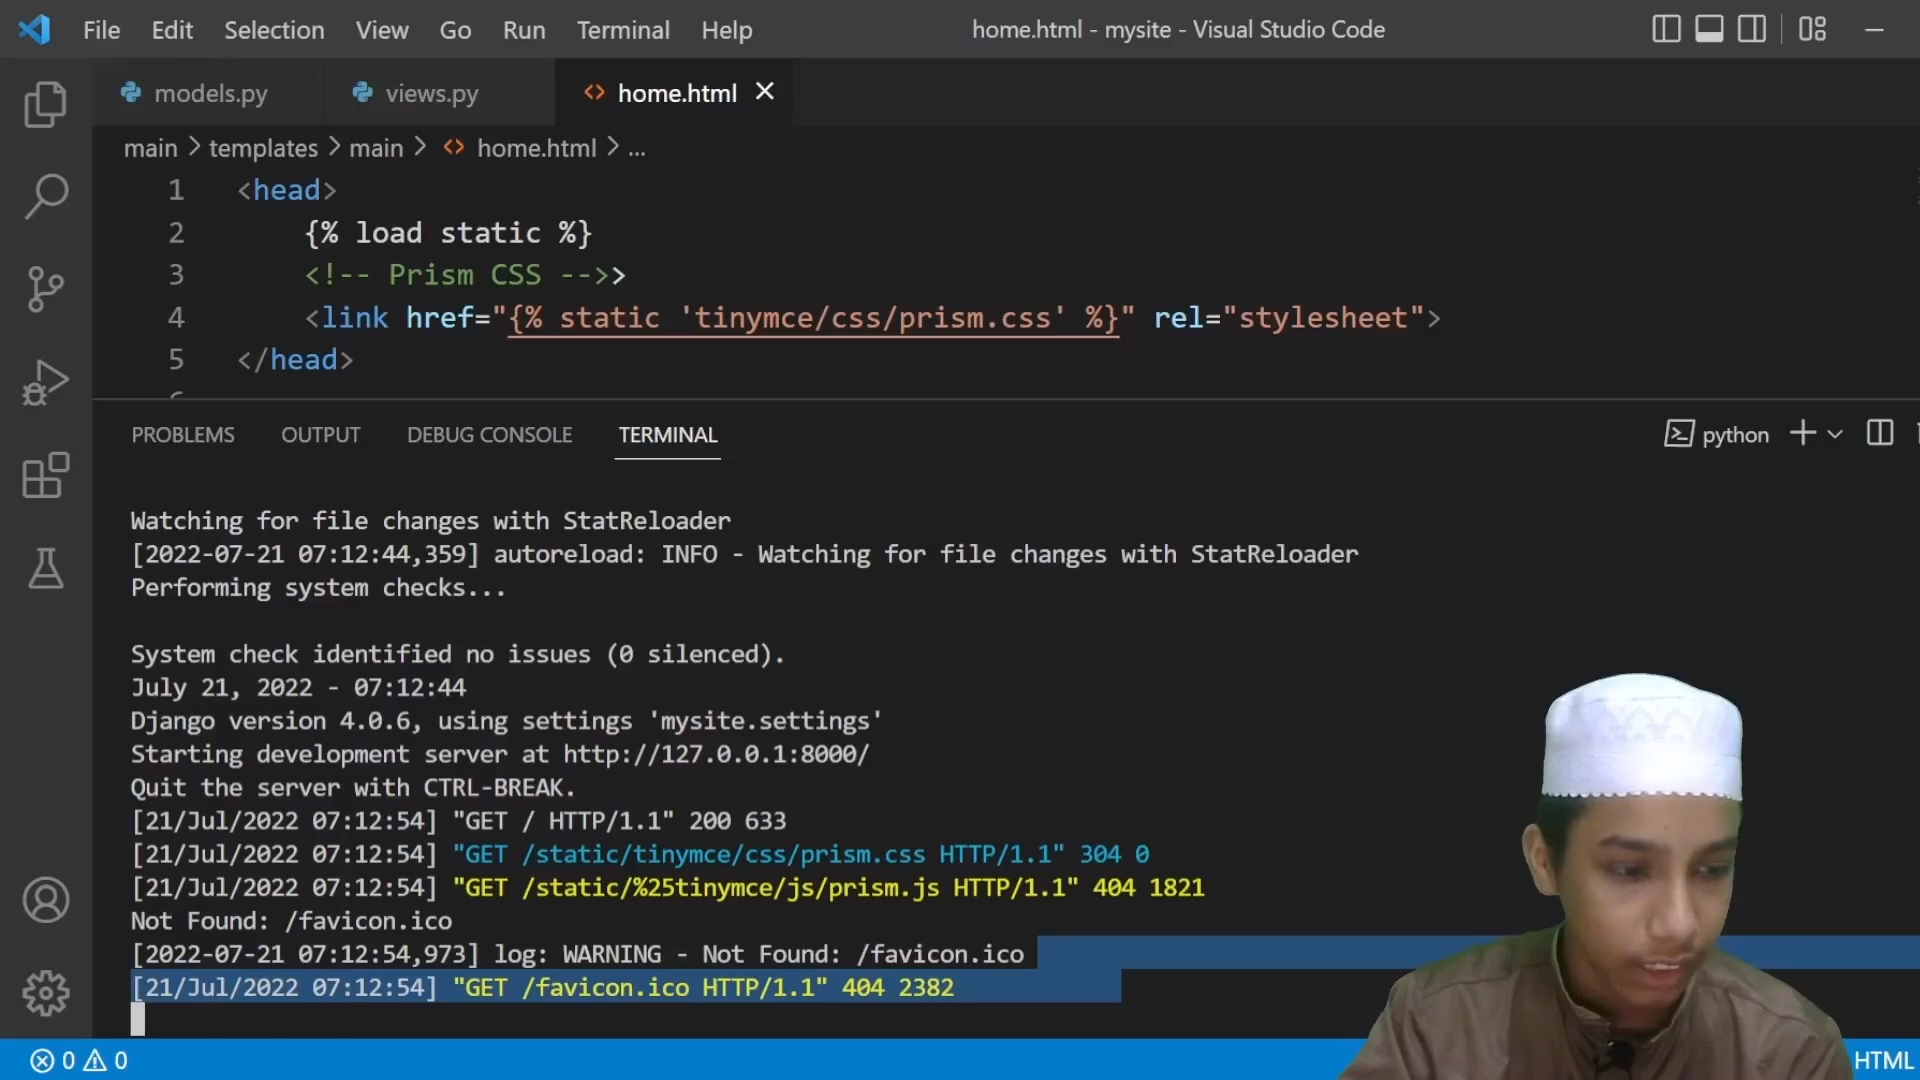 File Edit Selection View Go Run Terminal Help home.html - mysite - Visual Studio Code
models.py views.py home.html
main > templates > main > home.html > ...
1 <head>
2 {% load static %}
3 <!-- Prism CSS -->>
4 <link href="{% static 'tinymce/css/prism.css' %}" rel="stylesheet">
5 </head>
PROBLEMS OUTPUT DEBUG CONSOLE TERMINAL python
Watching for file changes with StatReloader
[2022-07-21 07:12:44,359] autoreload: INFO - Watching for file changes with StatReloader
Performing system checks...
System check identified no issues (0 silenced).
July 21, 2022 - 07:12:44
Django version 4.0.6, using settings 'mysite.settings'
Starting development server at http://127.0.0.1:8000/
Quit the server with CTRL-BREAK.
[21/Jul/2022 07:12:54] "GET / HTTP/1.1" 200 633
[21/Jul/2022 07:12:54] "GET /static/tinymce/css/prism.css HTTP/1.1" 304 0
[21/Jul/2022 07:12:54] "GET /static/%25tinymce/js/prism.js HTTP/1.1" 404 1821
Not Found: /favicon.ico
[2022-07-21 07:12:54,973] log: WARNING - Not Found: /favicon.ico
[21/Jul/2022 07:12:54] "GET /favicon.ico HTTP/1.1" 404 2382
0 0 HTML